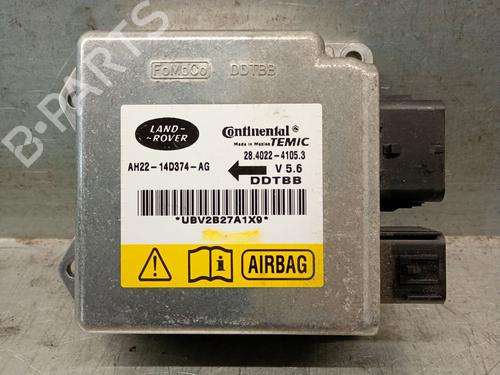 FoMoCo DDTBB
LAND-
~ROVER
Continental
TEMIC
Made in Mexico
28.4022-4105.3
AH22-14D374-AG
V 5.6
DDTBB
*UBV2B27A1X9*
AIRBAG
B-PARTS